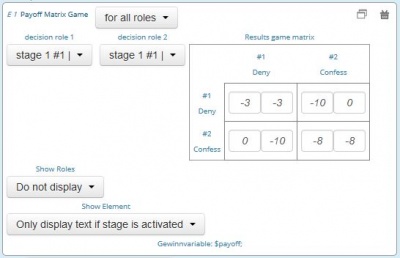 E 1 Payoff Matrix Game for all roles
decision role 1 decision role 2 Results game matrix
stage 1 #1 | stage 1 #1 |
#1 #2
Deny Confess
#1
Deny
-3 -3 -10 0
#2
Confess
0 -10 -8 -8
Show Roles
Do not display
Show Element
Only display text if stage is activated
Gewinnvariable: $payoff;